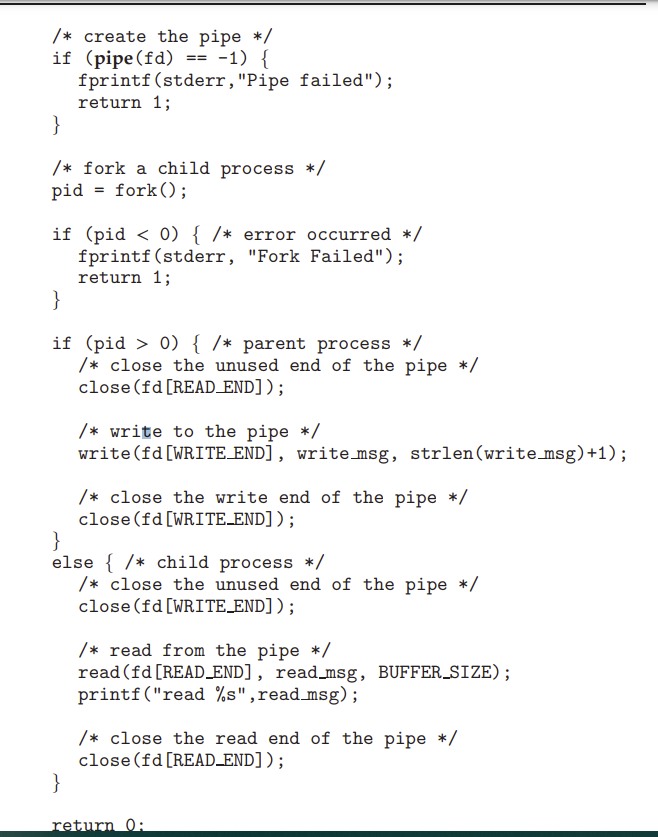 /* create the pipe */
if (pipe(fd) == -1) {
fprintf(stderr,"Pipe failed");
return 1;
}
/* fork a child process */
pid = fork();
if (pid < 0) { /* error occurred */
fprintf(stderr, "Fork Failed");
return 1;
}
if (pid > 0) { /* parent process */
/* close the unused end of the pipe */
close(fd[READ_END]);
/* write to the pipe */
write(fd[WRITE_END], write_msg, strlen(write_msg)+1);
/* close the write end of the pipe */
close(fd[WRITE_END]);
}
else { /* child process */
/* close the unused end of the pipe */
close(fd[WRITE_END]);
/* read from the pipe */
read(fd[READ_END], read_msg, BUFFER_SIZE);
printf("read %s",read_msg);
/* close the read end of the pipe */
close(fd[READ_END]);
}
return 0;